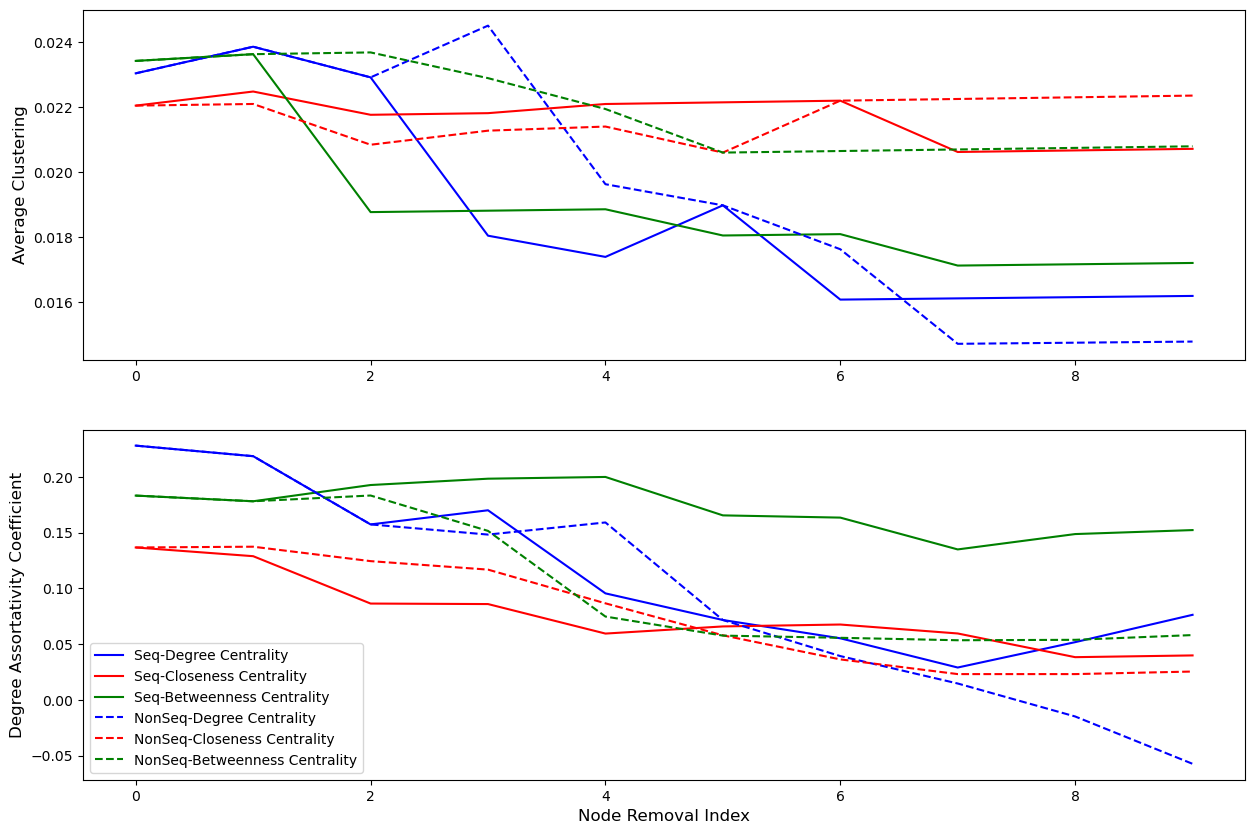 Average Clustering
0.024
0.022
0.020
0.018
0.016
0 2 4 6 8
Degree Assortativity Coefficient
0.20
0.15
0.10
0.05
0.00
−0.05
Seq-Degree Centrality
Seq-Closeness Centrality
Seq-Betweenness Centrality
NonSeq-Degree Centrality
NonSeq-Closeness Centrality
NonSeq-Betweenness Centrality
0 2 4 6 8
Node Removal Index